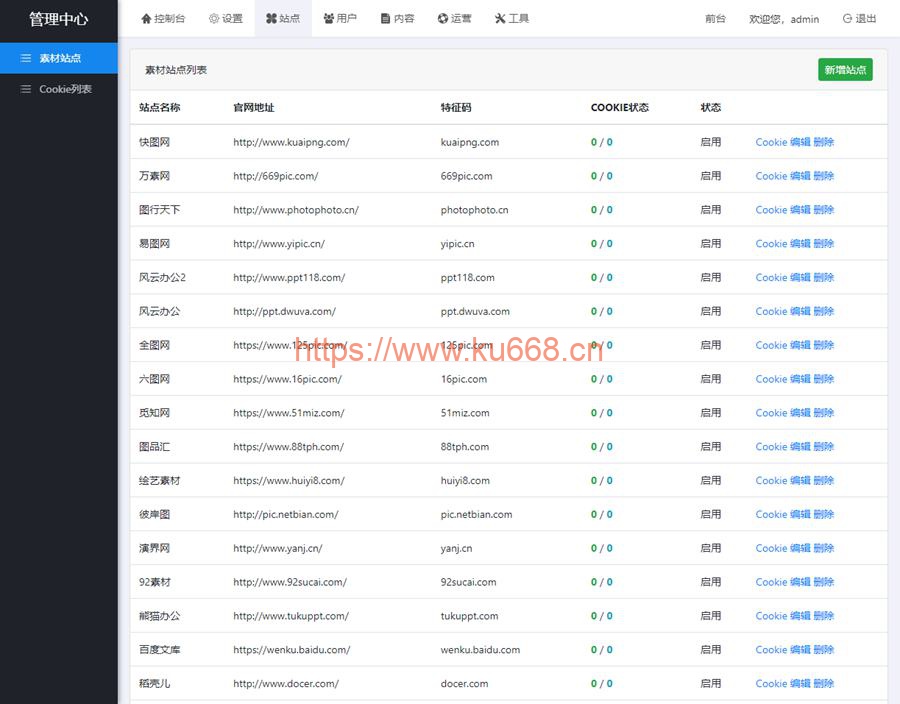 管理中心 控制台 设置 站点 用户 内容 运营 工具 前台 欢迎您，admin 退出
素材站点
Cookie列表
素材站点列表 新增站点
站点名称 官网地址 特征码 COOKIE状态 状态
快图网 http://www.kuaipng.com/ kuaipng.com 0 / 0 启用 Cookie 编辑 删除
万素网 http://669pic.com/ 669pic.com 0 / 0 启用 Cookie 编辑 删除
图行天下 http://www.photophoto.cn/ photophoto.cn 0 / 0 启用 Cookie 编辑 删除
易图网 http://www.yipic.cn/ yipic.cn 0 / 0 启用 Cookie 编辑 删除
风云办公2 http://www.ppt118.com/ ppt118.com 0 / 0 启用 Cookie 编辑 删除
风云办公 http://ppt.dwuva.com/ ppt.dwuva.com 0 / 0 启用 Cookie 编辑 删除
全图网 https://www.125pic.com/ 125pic.com 0 / 0 启用 Cookie 编辑 删除
https://www.ku668.cn
六图网 https://www.16pic.com/ 16pic.com 0 / 0 启用 Cookie 编辑 删除
觅知网 https://www.51miz.com/ 51miz.com 0 / 0 启用 Cookie 编辑 删除
图品汇 https://www.88tph.com/ 88tph.com 0 / 0 启用 Cookie 编辑 删除
绘艺素材 https://www.huiyi8.com/ huiyi8.com 0 / 0 启用 Cookie 编辑 删除
彼岸图 http://pic.netbian.com/ pic.netbian.com 0 / 0 启用 Cookie 编辑 删除
演界网 http://www.yanj.cn/ yanj.cn 0 / 0 启用 Cookie 编辑 删除
92素材 http://www.92sucai.com/ 92sucai.com 0 / 0 启用 Cookie 编辑 删除
熊猫办公 http://www.tukuppt.com/ tukuppt.com 0 / 0 启用 Cookie 编辑 删除
百度文库 https://wenku.baidu.com/ wenku.baidu.com 0 / 0 启用 Cookie 编辑 删除
稻壳儿 http://www.docer.com/ docer.com 0 / 0 启用 Cookie 编辑 删除